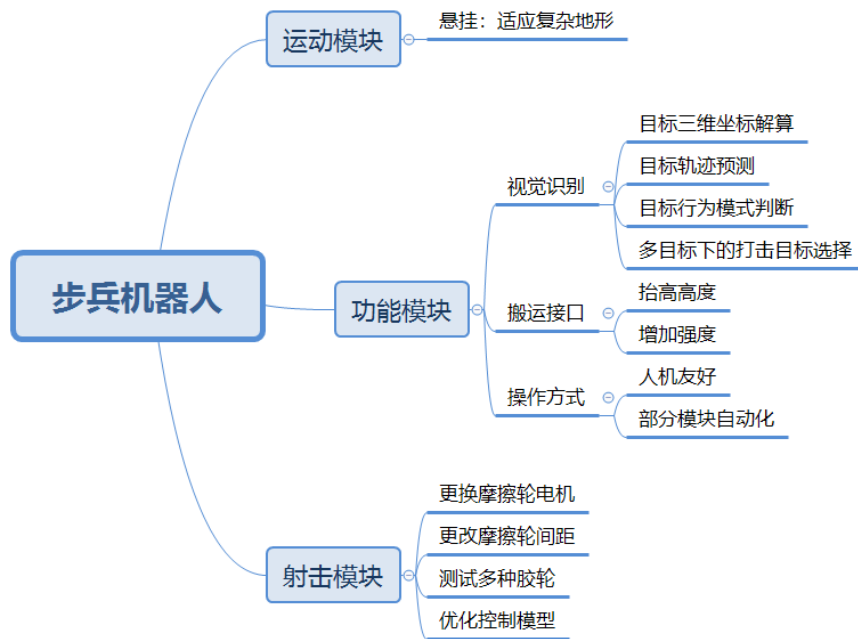 步兵机器人
运动模块
悬挂：适应复杂地形
功能模块
视觉识别
目标三维坐标解算
目标轨迹预测
目标行为模式判断
多目标下的打击目标选择
搬运接口
抬高高度
增加强度
操作方式
人机友好
部分模块自动化
射击模块
更换摩擦轮电机
更改摩擦轮间距
测试多种胶轮
优化控制模型